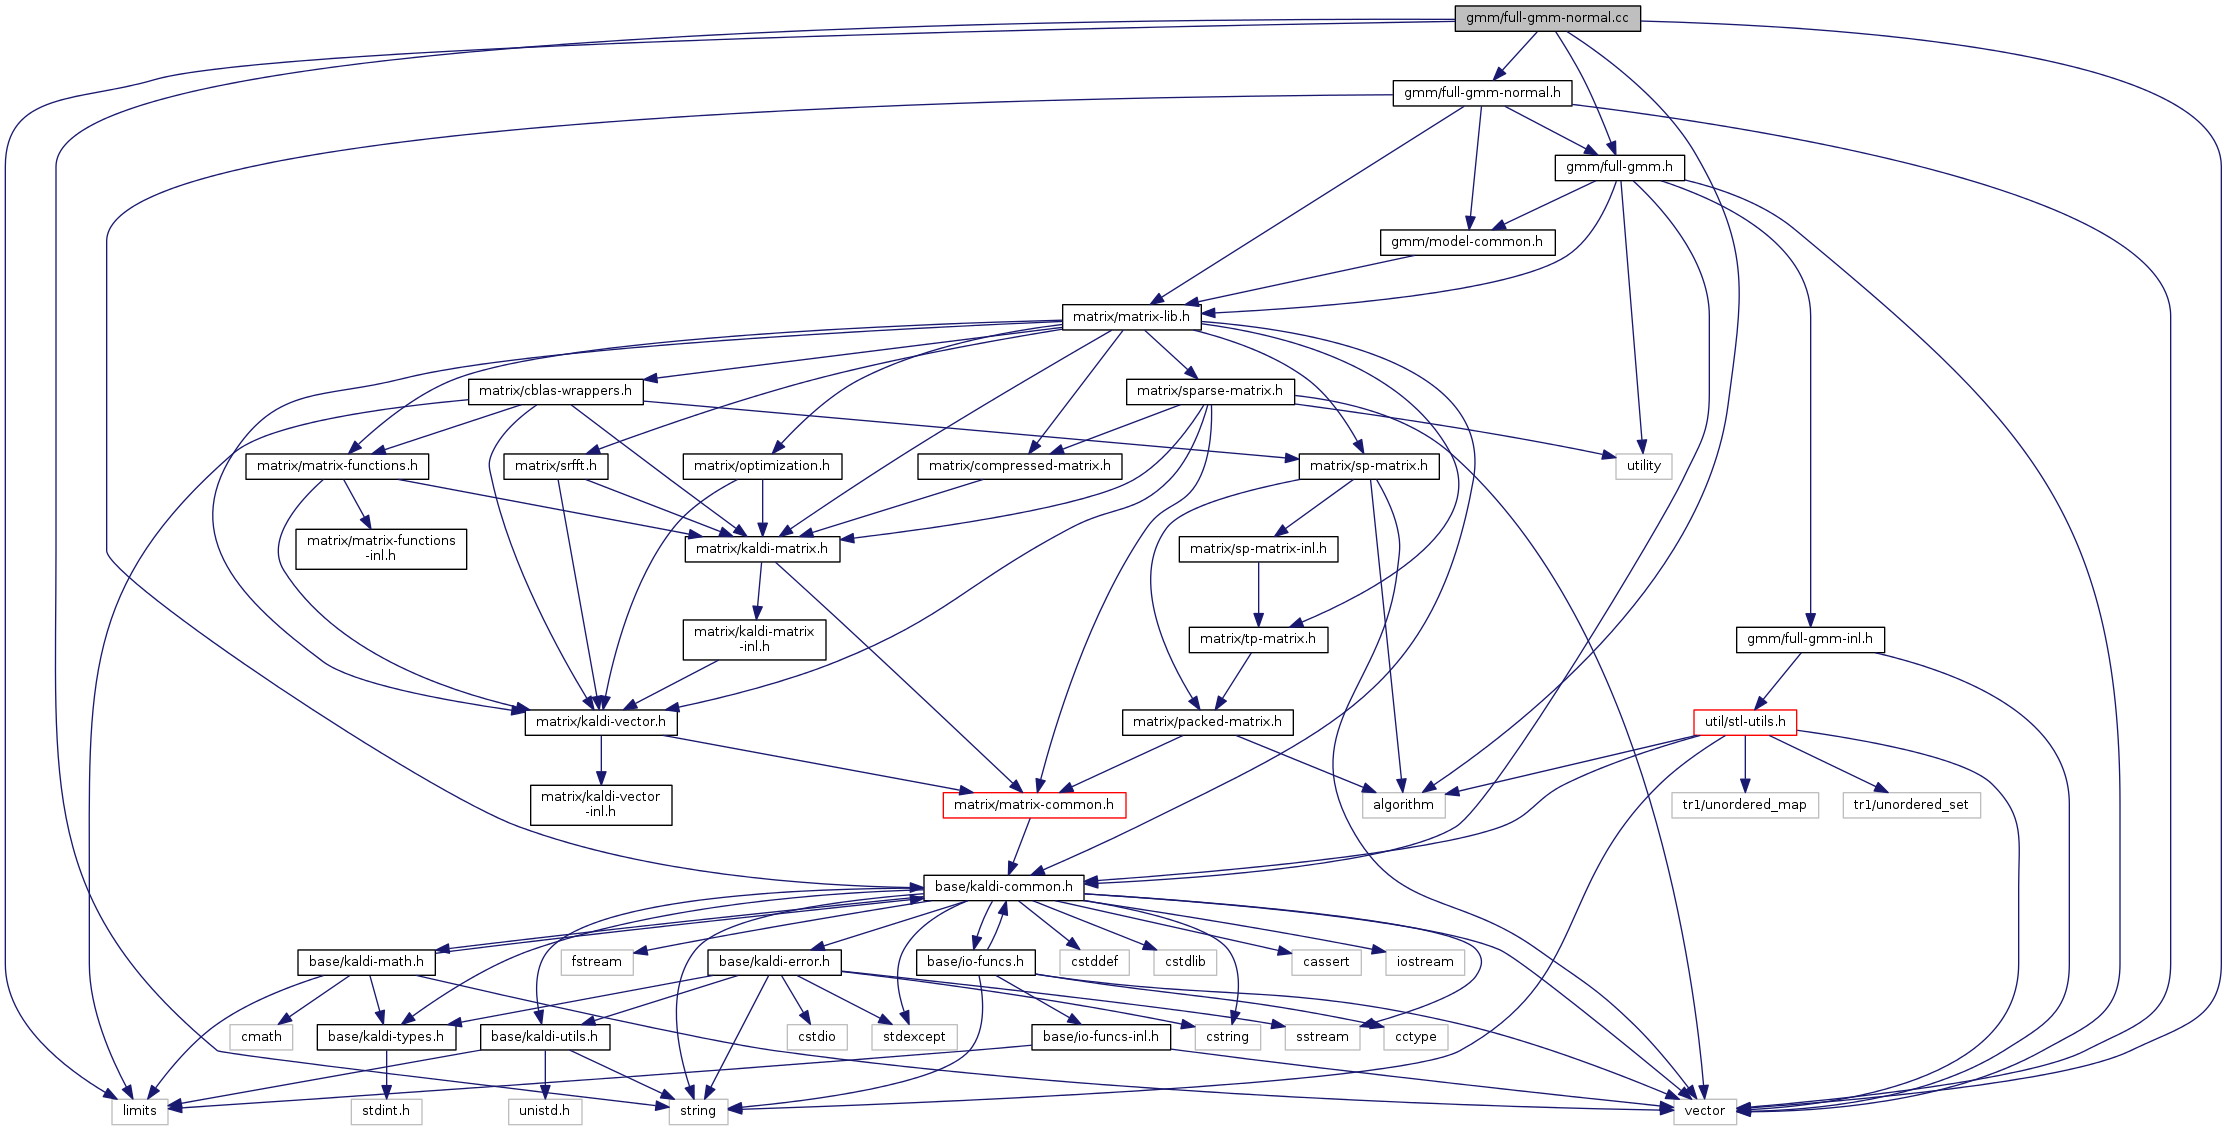 gmm/full-gmm-normal.cc
gmm/full-gmm-normal.h
gmm/full-gmm.h
gmm/model-common.h
matrix/matrix-lib.h
matrix/cblas-wrappers.h
matrix/sparse-matrix.h
matrix/matrix-functions.h
matrix/srfft.h
matrix/optimization.h
matrix/compressed-matrix.h
matrix/sp-matrix.h
utility
matrix/matrix-functions
-inl.h
matrix/kaldi-matrix.h
matrix/sp-matrix-inl.h
matrix/kaldi-matrix
-inl.h
matrix/tp-matrix.h
gmm/full-gmm-inl.h
matrix/kaldi-vector.h
matrix/packed-matrix.h
util/stl-utils.h
matrix/kaldi-vector
-inl.h
matrix/matrix-common.h
algorithm
tr1/unordered_map
tr1/unordered_set
base/kaldi-common.h
base/kaldi-math.h
fstream
base/kaldi-error.h
base/io-funcs.h
cstddef
cstdlib
cassert
iostream
cmath
base/kaldi-types.h
base/kaldi-utils.h
cstdio
stdexcept
base/io-funcs-inl.h
cstring
sstream
cctype
limits
stdint.h
unistd.h
string
vector